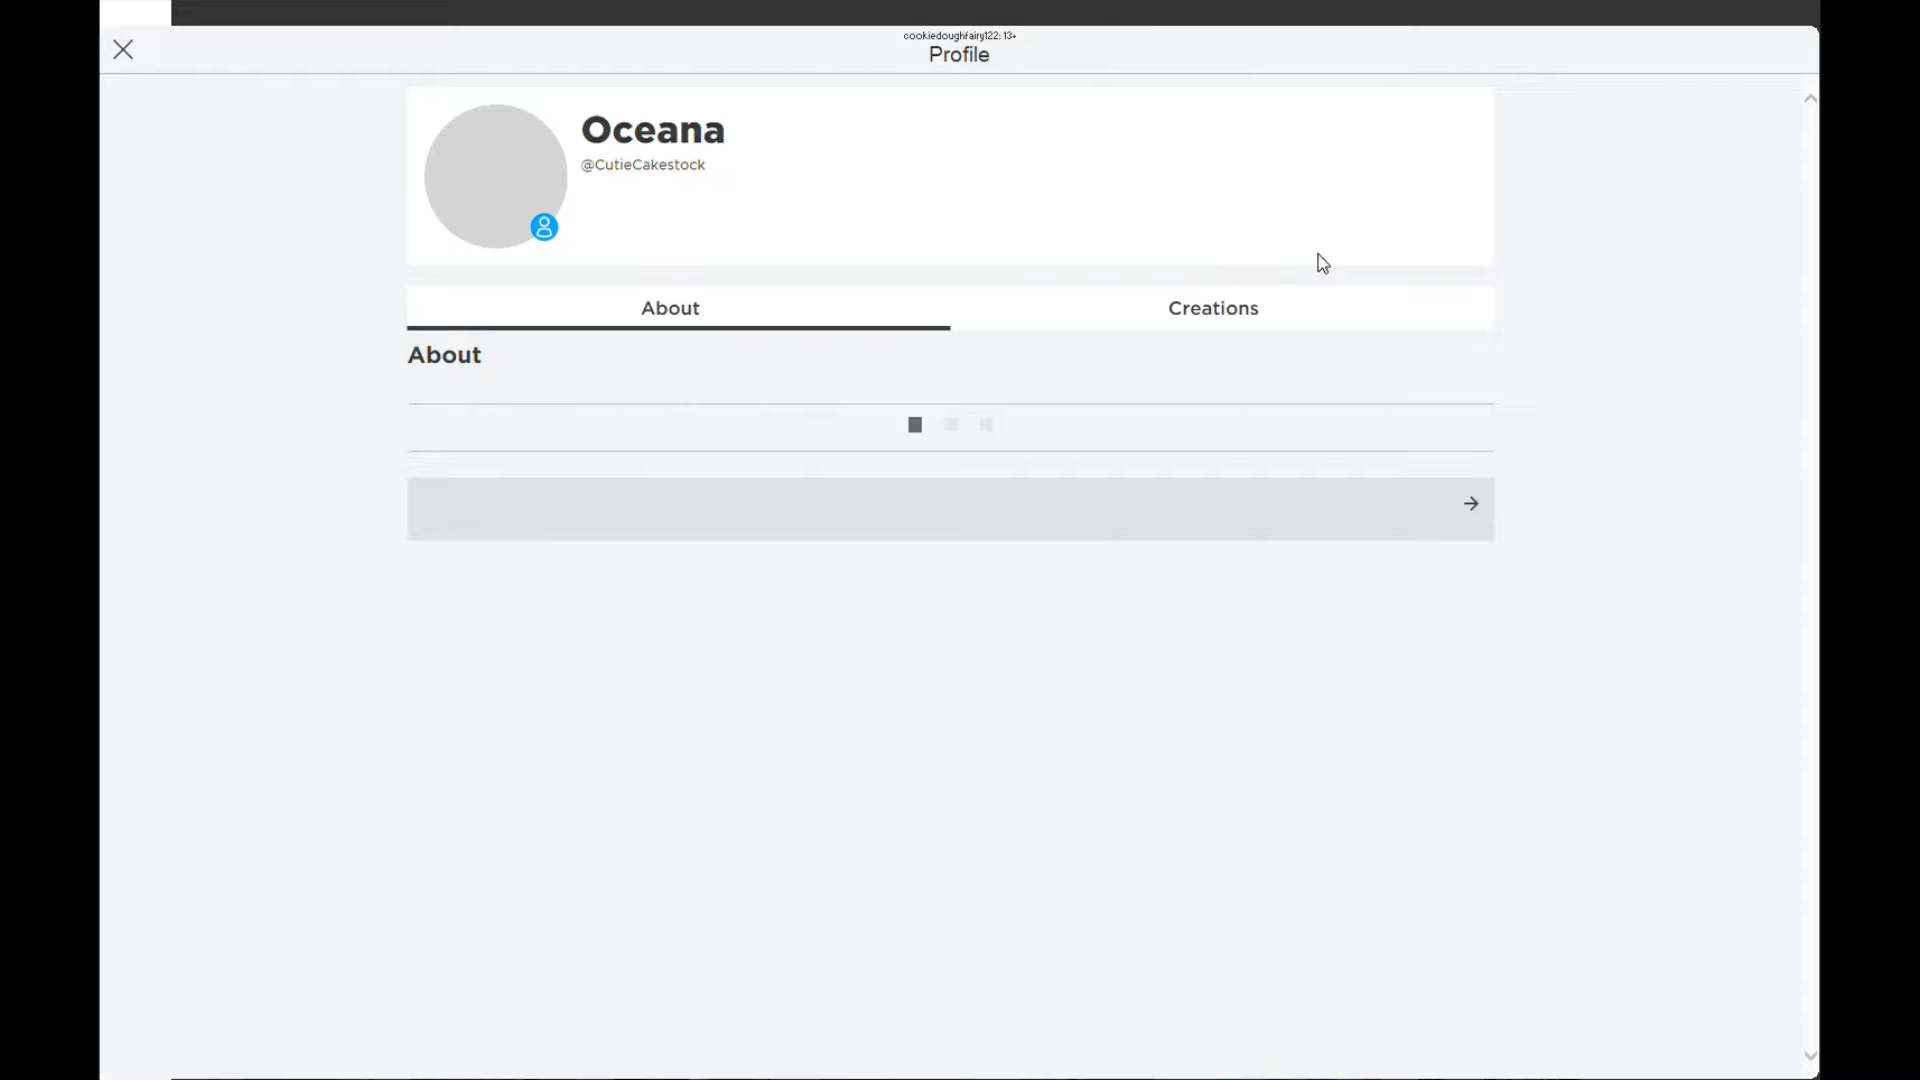 cookiedoughfairy122: 13+
Profile
Oceana
@CutieCakestock
About
Creations
About